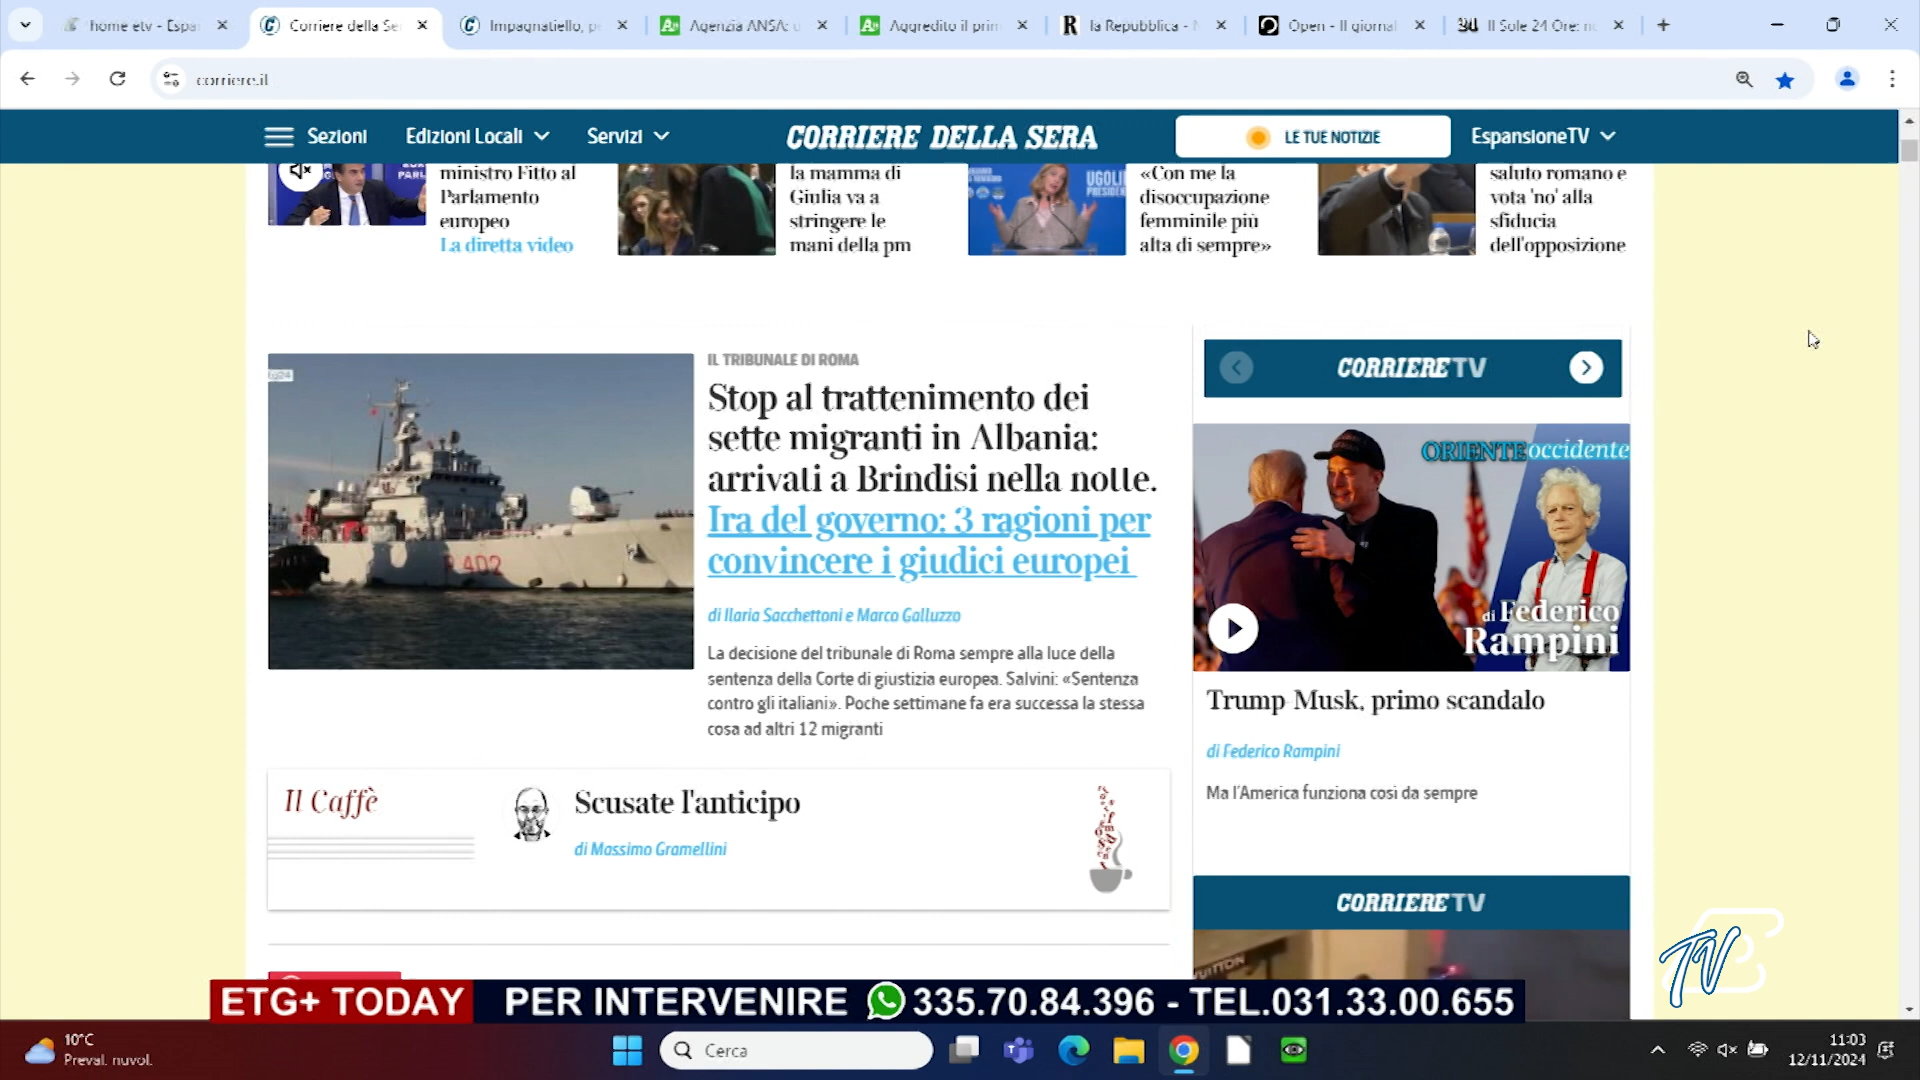 home etv - Espa
Corriere della Se
Impagnatiello, p
Agenzia ANSA: u
Aggredito il prim
la Repubblica - N
Open - Il giornal
Il Sole 24 Ore: no
corriere.it
Sezioni
Edizioni Locali
Servizi
CORRIERE DELLA SERA
LE TUE NOTIZIE
EspansioneTV
ministro Fitto al
Parlamento
europeo
La diretta video
la mamma di
Giulia va a
stringere le
mani della pm
UGOLI
PRESIDEN
«Con me la
disoccupazione
femminile più
alta di sempre»
saluto romano e
vota 'no' alla
sfiducia
dell'opposizione
tg24
P 402
IL TRIBUNALE DI ROMA
Stop al trattenimento dei
sette migranti in Albania:
arrivati a Brindisi nella notte.
Ira del governo: 3 ragioni per
convincere i giudici europei
di Ilaria Sacchettoni e Marco Galluzzo
La decisione del tribunale di Roma sempre alla luce della
sentenza della Corte di giustizia europea. Salvini: «Sentenza
contro gli italiani». Poche settimane fa era successa la stessa
cosa ad altri 12 migranti
CORRIERE TV
ORIENTE occidente
di Federico
Rampini
Trump-Musk, primo scandalo
di Federico Rampini
Ma l'America funziona così da sempre
Il Caffè
Scusate l'anticipo
di Massimo Gramellini
CORRIERE TV
VUITTON
TV
ETG+ TODAY
PER INTERVENIRE 335.70.84.396 - TEL.031.33.00.655
10°C
Preval. nuvol.
Cerca
11:03
12/11/2024